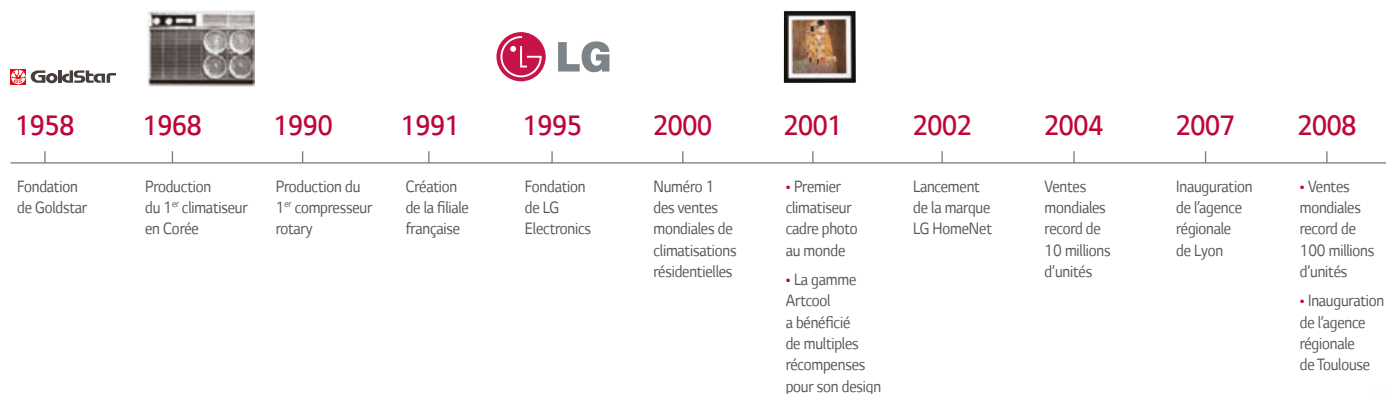 GoldStar
LG
1958
Fondation
de Goldstar
1968
Production
du 1er climatiseur
en Corée
1990
Production du
1er compresseur
rotary
1991
Création
de la filiale
française
1995
Fondation
de LG
Electronics
2000
Numéro 1
des ventes
mondiales de
climatisations
résidentielles
2001
• Premier
climatiseur
cadre photo
au monde
• La gamme
Artcool
a bénéficié
de multiples
récompenses
pour son design
2002
Lancement
de la marque
LG HomeNet
2004
Ventes
mondiales
record de
10 millions
d'unités
2007
Inauguration
de l'agence
régionale
de Lyon
2008
• Ventes
mondiales
record de
100 millions
d'unités
• Inauguration
de l'agence
régionale
de Toulouse